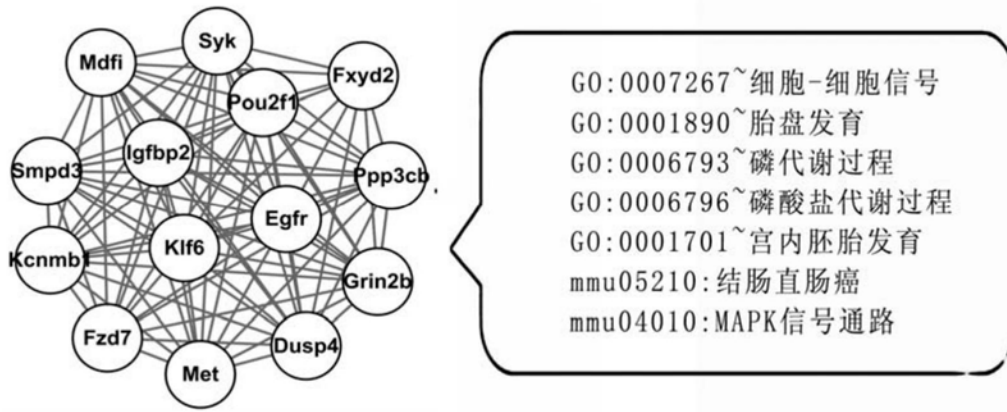 Syk
Mdfi
Fxyd2
Pou2f1
Igfbp2
Smpd3
Ppp3cb
Egfr
Klf6
Kcnmb1
Grin2b
Fzd7
Dusp4
Met
GO:0007267~细胞-细胞信号
GO:0001890~胎盘发育
GO:0006793~磷代谢过程
GO:0006796~磷酸盐代谢过程
GO:0001701~宫内胚胎发育
mmu05210:结肠直肠癌
mmu04010:MAPK信号通路